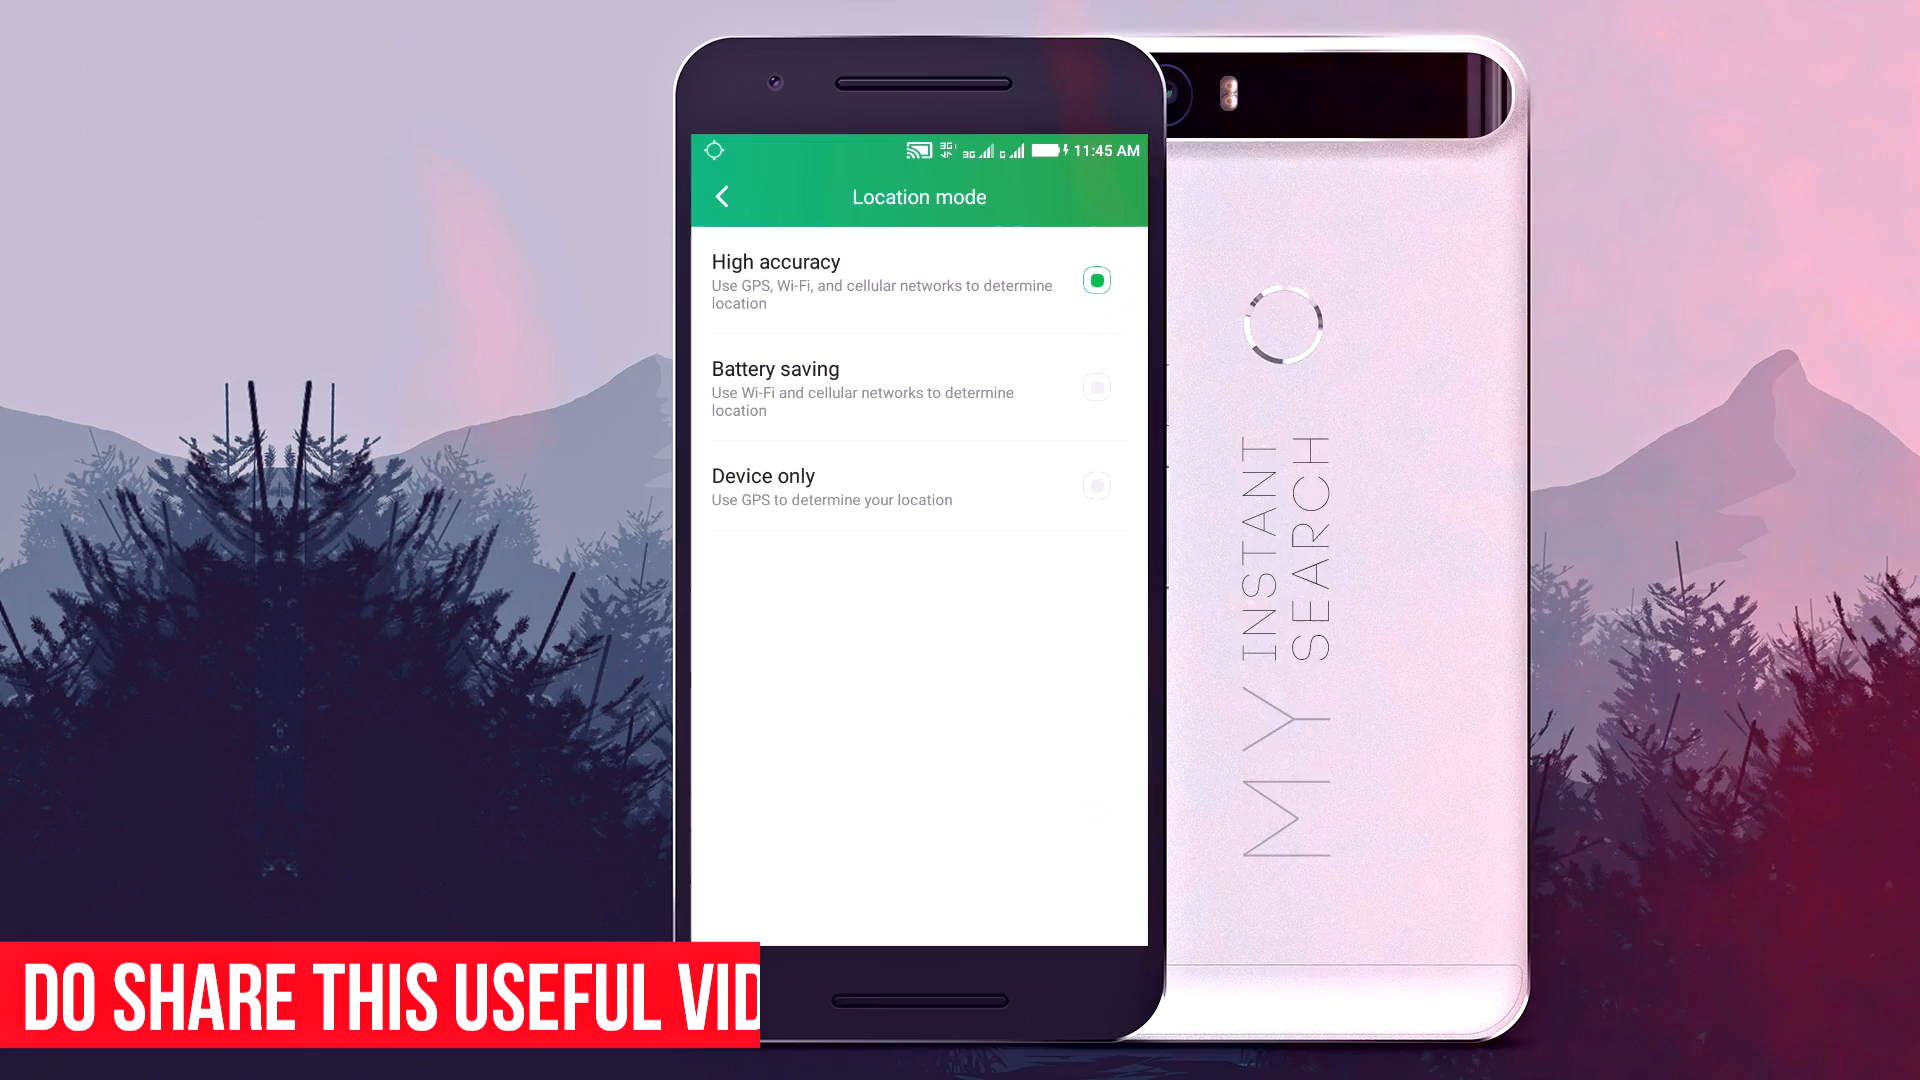 11:45 AM
Location mode
High accuracy
Use GPS, Wi-Fi, and cellular networks to determine
location
Battery saving
Use Wi-Fi and cellular networks to determine
location
Device only
Use GPS to determine your location
MY INSTANT
SEARCH
DO SHARE THIS USEFUL VID